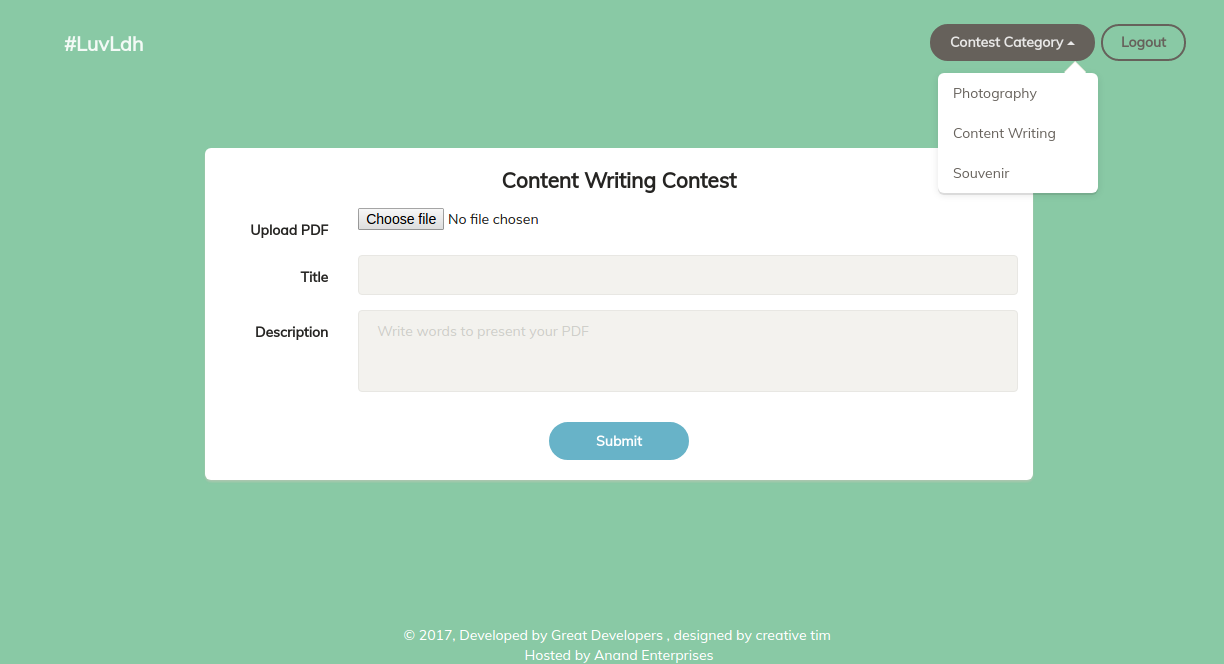 #LuvLdh
Contest Category
Logout
Photography
Content Writing
Souvenir
Content Writing Contest
Upload PDF
Choose file No file chosen
Title
Description
Write words to present your PDF
Submit
© 2017, Developed by Great Developers , designed by creative tim
Hosted by Anand Enterprises